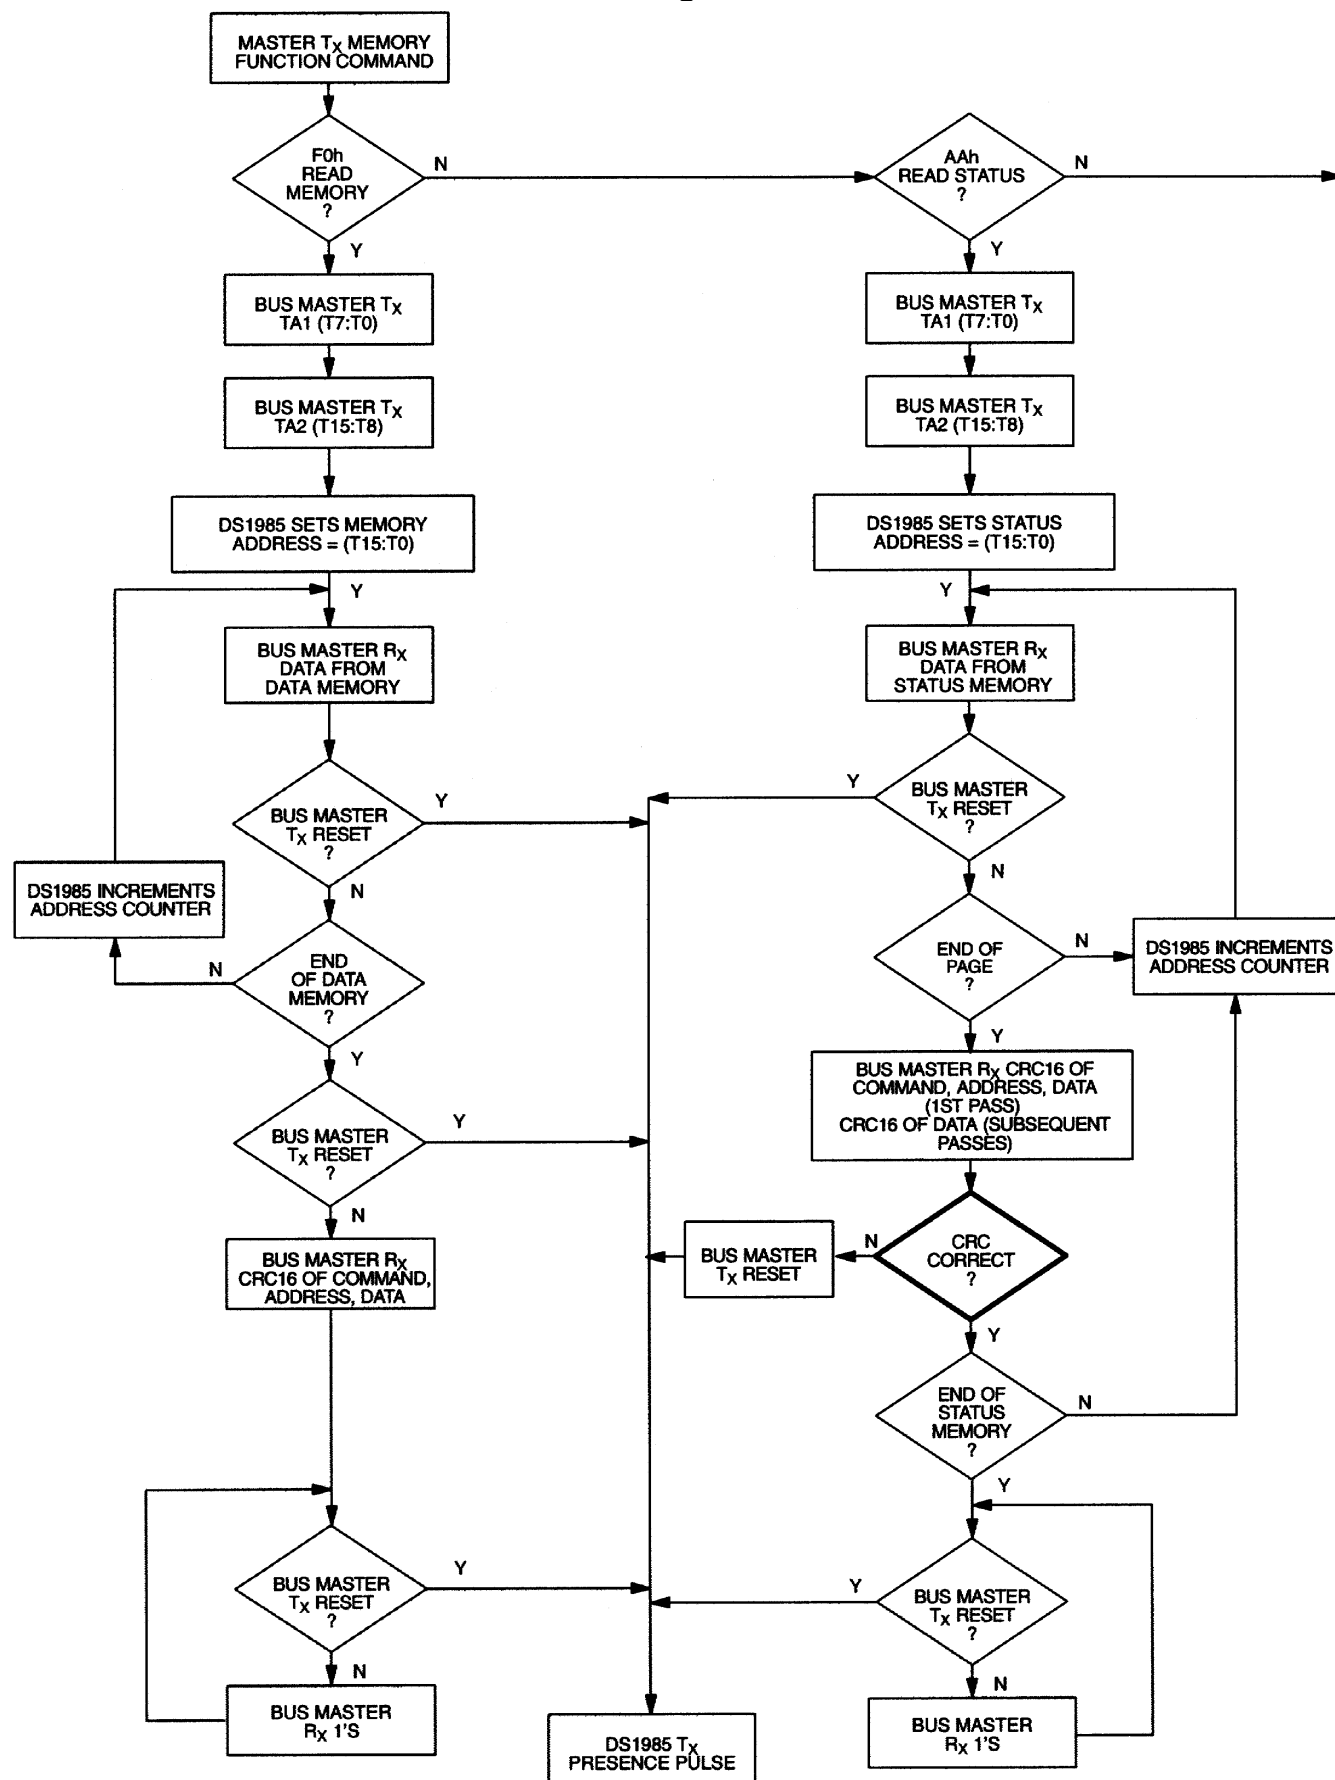 MASTER TX MEMORY
FUNCTION COMMAND
F0h
READ
MEMORY
?
N
Y
AAh
READ STATUS
?
N
Y
BUS MASTER TX
TA1 (T7:T0)
BUS MASTER TX
TA1 (T7:T0)
BUS MASTER TX
TA2 (T15:T8)
BUS MASTER TX
TA2 (T15:T8)
DS1985 SETS MEMORY
ADDRESS = (T15:T0)
DS1985 SETS STATUS
ADDRESS = (T15:T0)
Y
Y
BUS MASTER RX
DATA FROM
DATA MEMORY
BUS MASTER RX
DATA FROM
STATUS MEMORY
BUS MASTER
TX RESET
?
Y
N
Y
BUS MASTER
TX RESET
?
N
DS1985 INCREMENTS
ADDRESS COUNTER
N
END
OF DATA
MEMORY
?
Y
END OF
PAGE
?
N
Y
DS1985 INCREMENTS
ADDRESS COUNTER
BUS MASTER RX CRC16 OF
COMMAND, ADDRESS, DATA
(1ST PASS)
CRC16 OF DATA (SUBSEQUENT
PASSES)
BUS MASTER
TX RESET
?
Y
N
BUS MASTER RX
CRC16 OF COMMAND,
ADDRESS, DATA
BUS MASTER
TX RESET
N
CRC
CORRECT
?
Y
END OF
STATUS
MEMORY
?
N
Y
BUS MASTER
TX RESET
?
Y
N
Y
BUS MASTER
TX RESET
?
N
BUS MASTER
RX 1'S
DS1985 TX
PRESENCE PULSE
BUS MASTER
RX 1'S